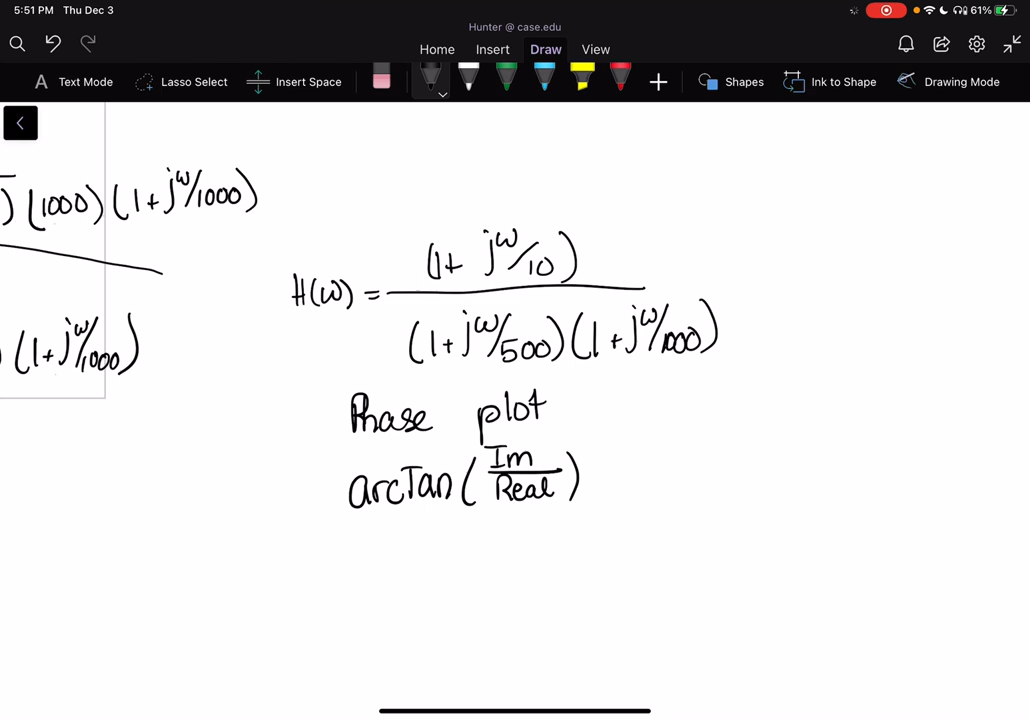 5:51 PM Thu Dec 3
61%
Hunter @ case.edu
Home Insert Draw View
Text Mode Lasso Select Insert Space Shapes Ink to Shape Drawing Mode
)(1000)(1+jω/1000)
(1+jω/1000)
(1+ jω/10)
H(ω) =
(1+jω/500)(1+jω/1000)
Phase plot
arcTan(Im/Real)